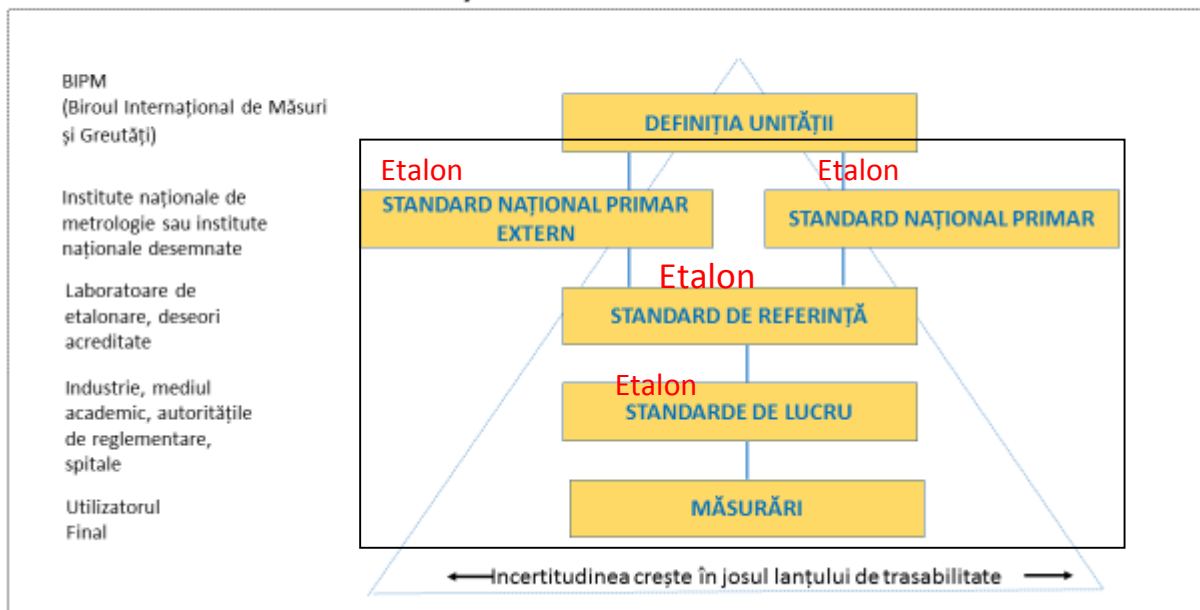 BIPM
(Biroul Internațional de Măsuri
și Greutăți)
DEFINIȚIA UNITĂȚII
Etalon
Etalon
Institute naționale de
metrologie sau institute
naționale desemnate
STANDARD NAȚIONAL PRIMAR
EXTERN
STANDARD NAȚIONAL PRIMAR
Laboratoare de
etalonare, deseori
acreditate
Etalon
STANDARD DE REFERINȚĂ
Industrie, mediul
academic, autoritățile
de reglementare,
spitale
Etalon
STANDARDE DE LUCRU
Utilizatorul
Final
MĂSURĂRI
Incertitudinea crește în josul lanțului de trasabilitate